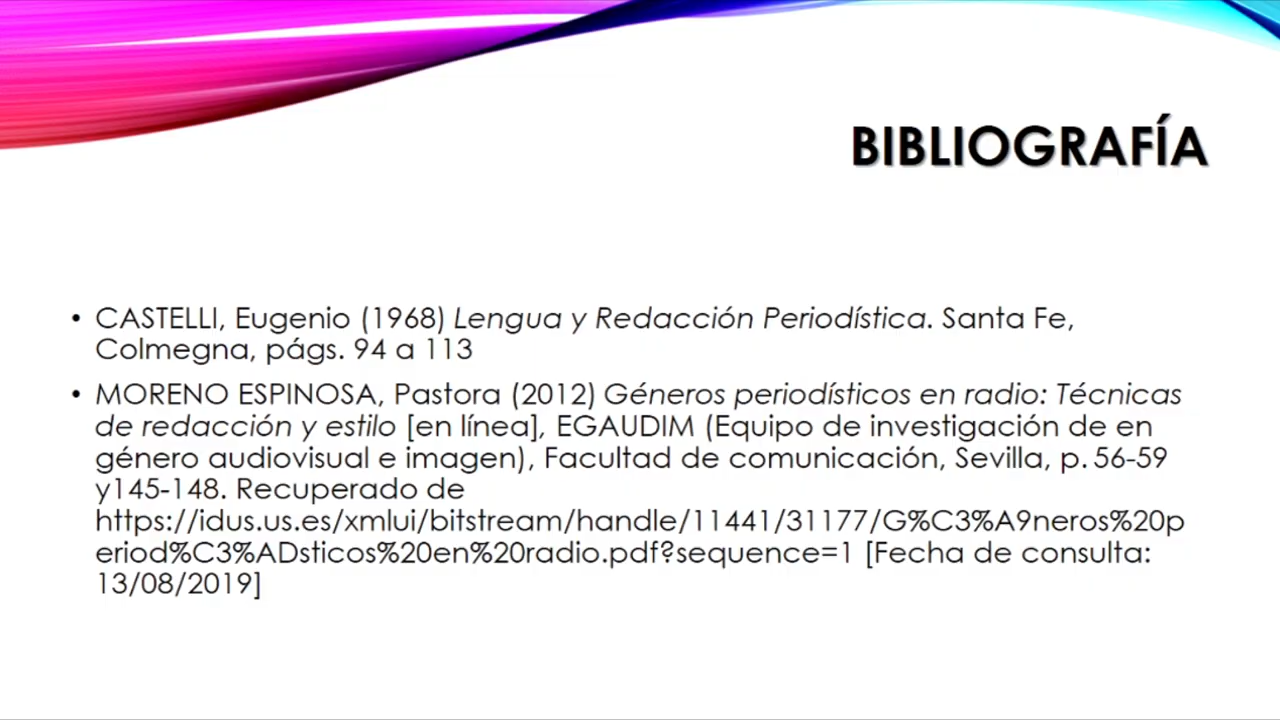 BIBLIOGRAFÍA
• CASTELLI, Eugenio (1968) Lengua y Redacción Periodística. Santa Fe,
Colmegna, págs. 94 a 113
• MORENO ESPINOSA, Pastora (2012) Géneros periodísticos en radio: Técnicas
de redacción y estilo [en línea], EGAUDIM (Equipo de investigación de en
género audiovisual e imagen), Facultad de comunicación, Sevilla, p. 56-59
y145-148. Recuperado de
https://idus.us.es/xmlui/bitstream/handle/11441/31177/G%C3%A9neros%20p
eriod%C3%ADsticos%20en%20radio.pdf?sequence=1 [Fecha de consulta:
13/08/2019]